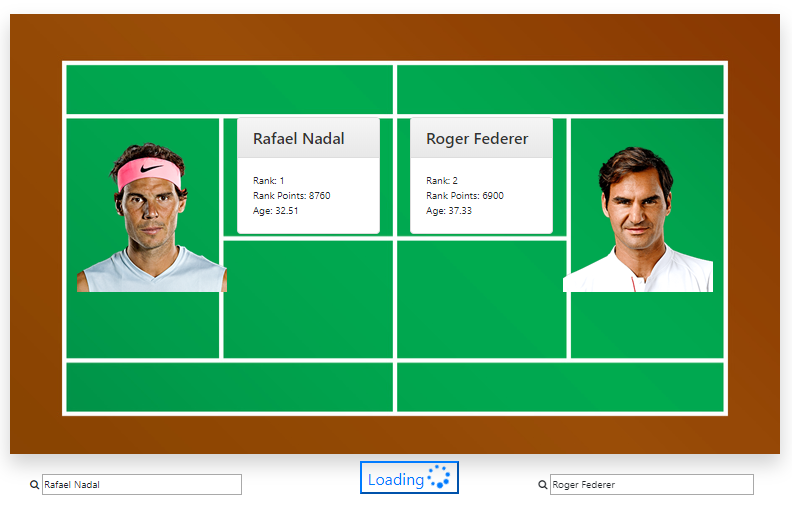 Rafael Nadal
Rank: 1
Rank Points: 8760
Age: 32.51
Roger Federer
Rank: 2
Rank Points: 6900
Age: 37.33
Rafael Nadal
Loading
Roger Federer